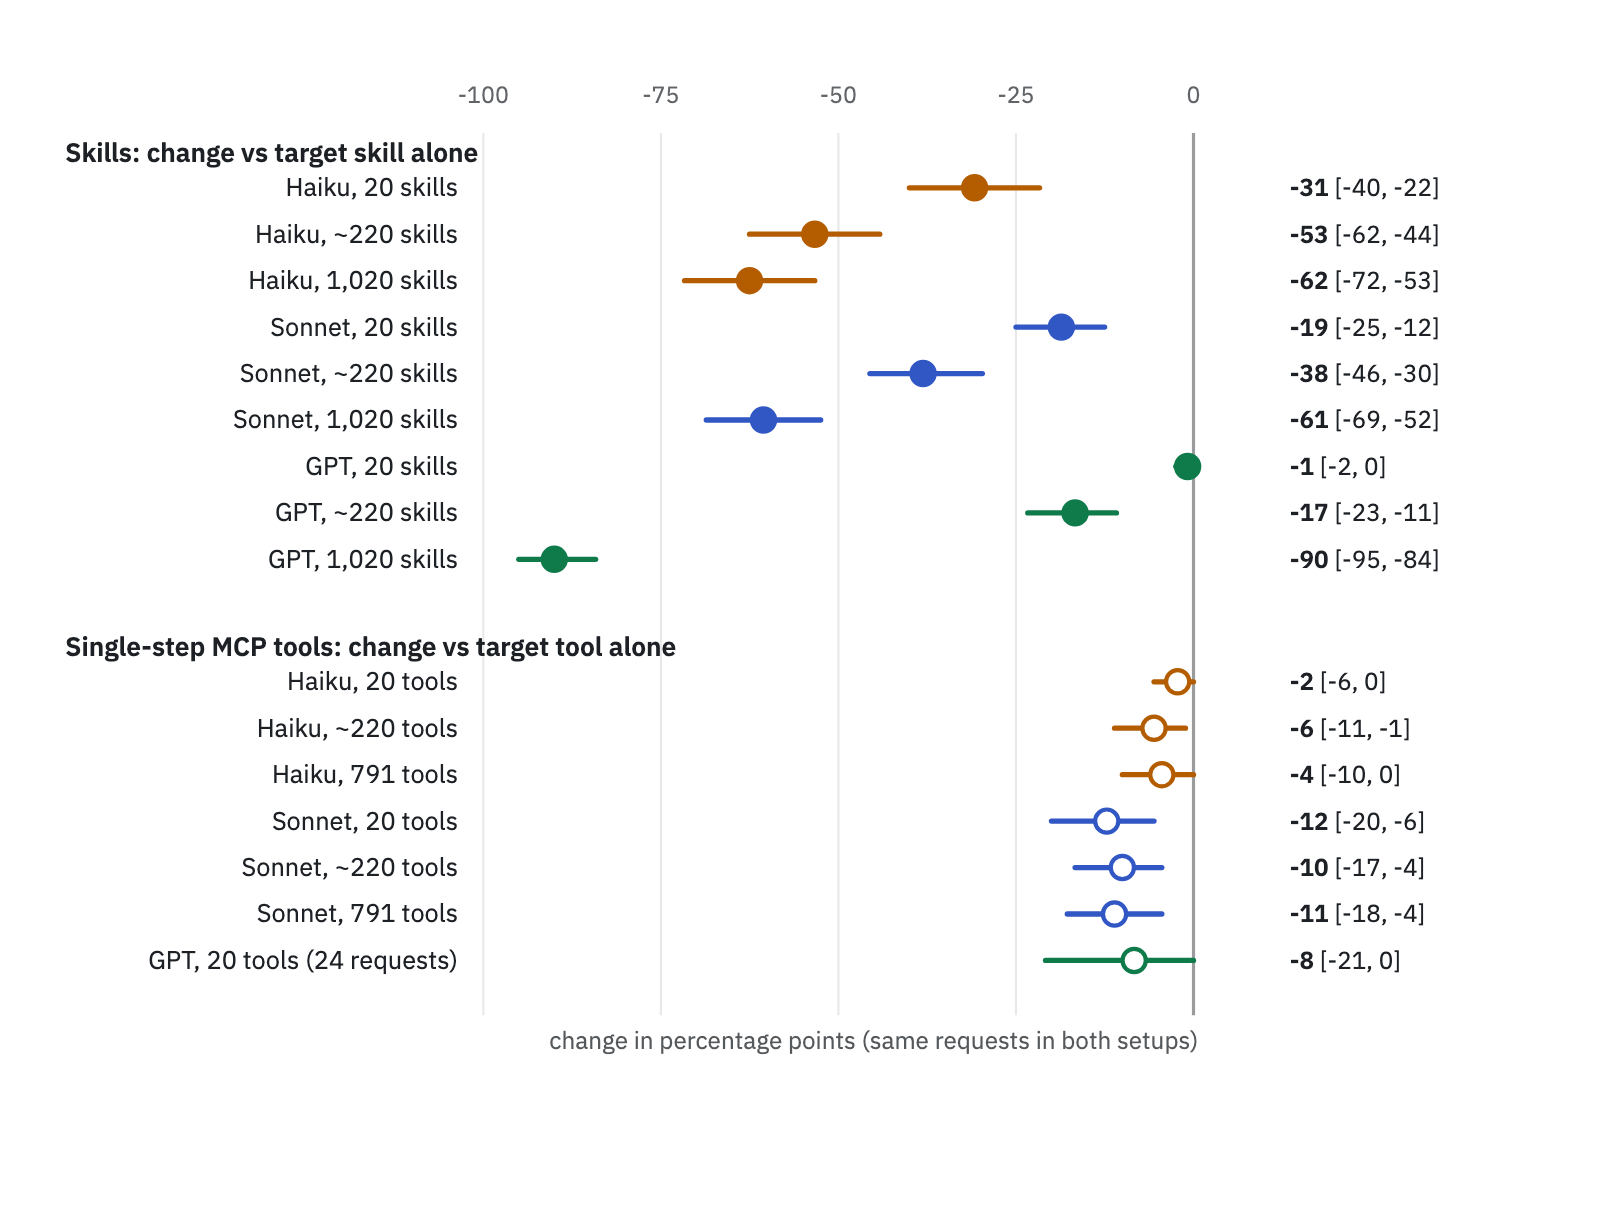 -100 -75 -50 -25 0
Skills: change vs target skill alone
Haiku, 20 skills -31 [-40, -22]
Haiku, ~220 skills -53 [-62, -44]
Haiku, 1,020 skills -62 [-72, -53]
Sonnet, 20 skills -19 [-25, -12]
Sonnet, ~220 skills -38 [-46, -30]
Sonnet, 1,020 skills -61 [-69, -52]
GPT, 20 skills -1 [-2, 0]
GPT, ~220 skills -17 [-23, -11]
GPT, 1,020 skills -90 [-95, -84]
Single-step MCP tools: change vs target tool alone
Haiku, 20 tools -2 [-6, 0]
Haiku, ~220 tools -6 [-11, -1]
Haiku, 791 tools -4 [-10, 0]
Sonnet, 20 tools -12 [-20, -6]
Sonnet, ~220 tools -10 [-17, -4]
Sonnet, 791 tools -11 [-18, -4]
GPT, 20 tools (24 requests) -8 [-21, 0]
change in percentage points (same requests in both setups)